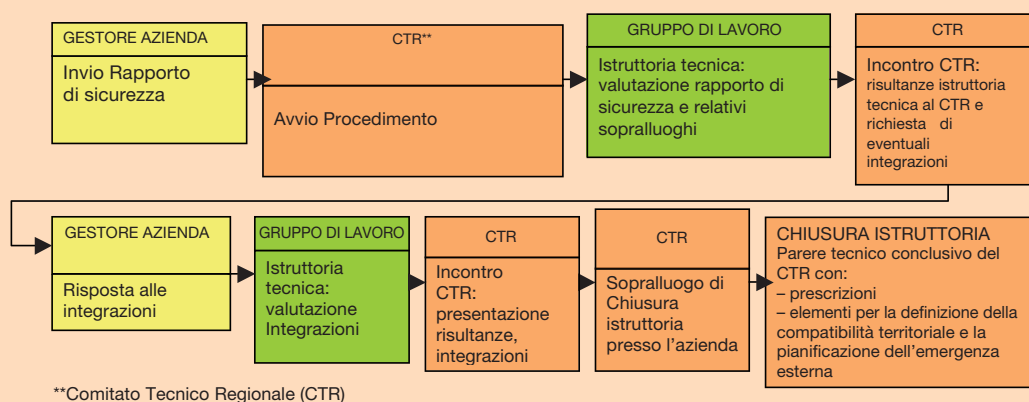 GESTORE AZIENDA
Invio Rapporto
di sicurezza
CTR**
Avvio Procedimento
GRUPPO DI LAVORO
Istruttoria tecnica:
valutazione rapporto di
sicurezza e relativi
sopralluoghi
CTR
Incontro CTR:
risultanze istruttoria
tecnica al CTR e
richiesta di
eventuali
integrazioni)
GESTORE AZIENDA
Risposta alle
integrazioni)
GRUPPO DI LAVORO
Istruttoria
tecnica:
valutazione
Integrazioni)
CTR
Incontro
CTR:
presentazione
risultanze,
integrazioni)
CTR
Sopralluogo di
Chiusura
istruttoria
presso l'azienda
CHIUSURA ISTRUTTORIA
Parere tecnico conclusivo del
CTR con:
– prescrizioni
– elementi per la definizione della
compatibilità territoriale e la
pianificazione dell'emergenza
esterna
**Comitato Tecnico Regionale (CTR)